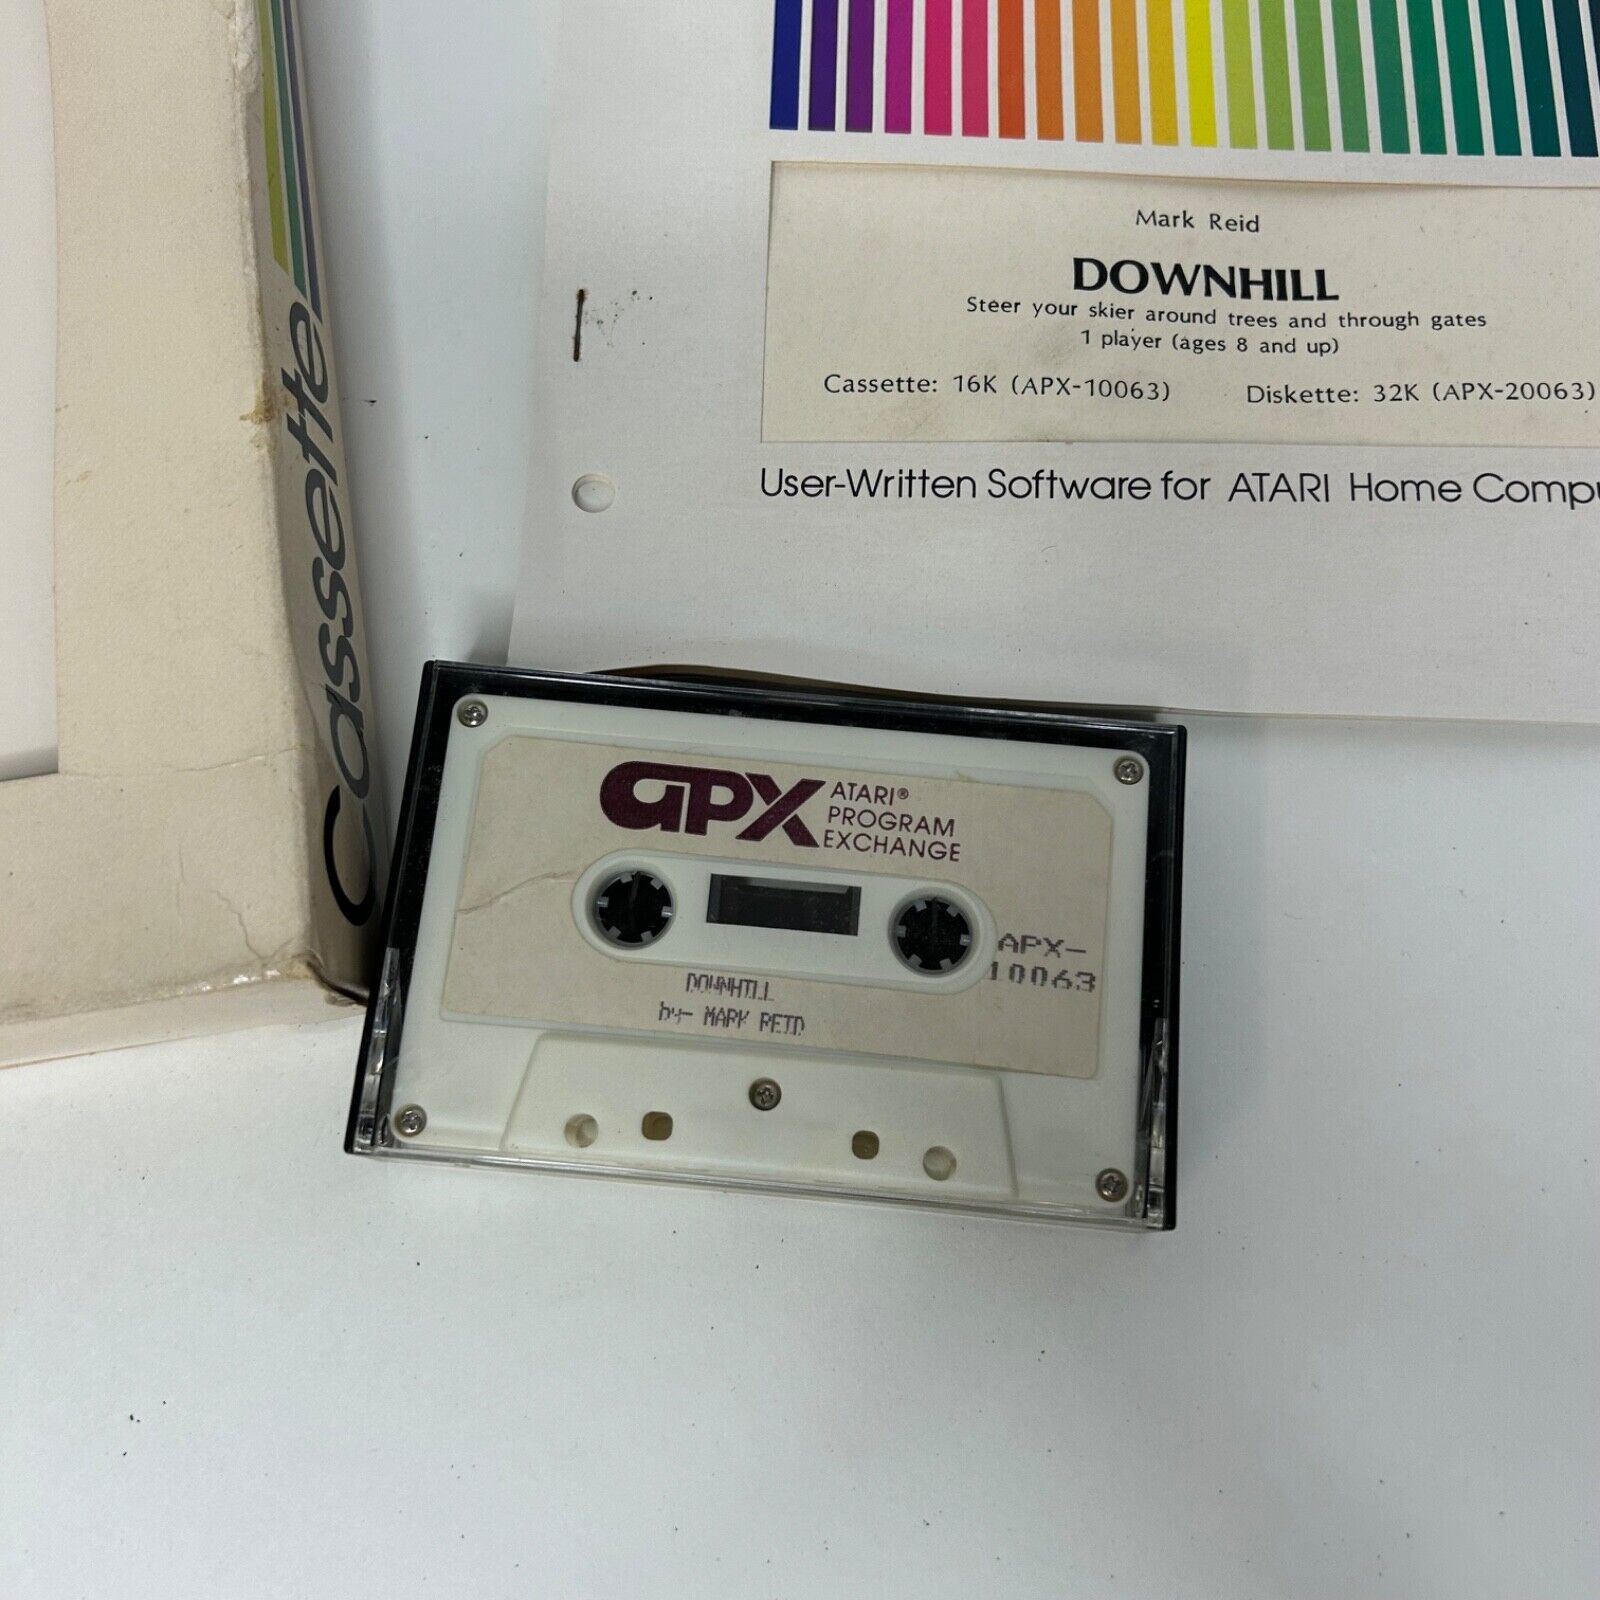 Cassette
Mark Reid
DOWNHILL
Steer your skier around trees and through gates
1 player (ages 8 and up)
Cassette: 16K (APX-10063) Diskette: 32K (APX-20063)
User-Written Software for ATARI Home Compu
APX ATARI®
PROGRAM
EXCHANGE
APX-
10063
DOWNHILL
by- MARK REID